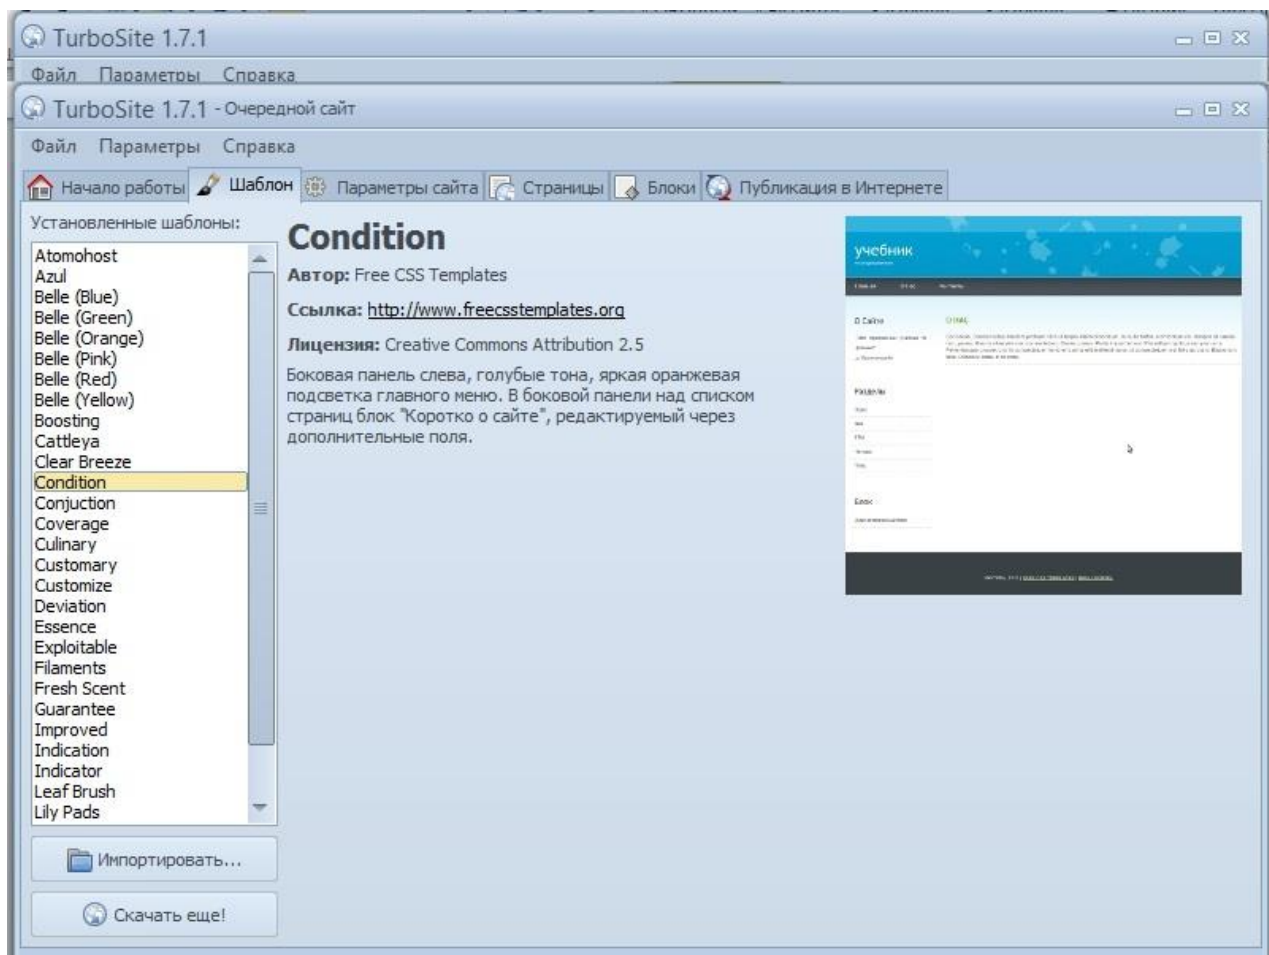 TurboSite 1.7.1
Файл Параметры Справка
TurboSite 1.7.1 - Очередной сайт
Файл Параметры Справка
Начало работы Шаблон Параметры сайта Страницы Блоки Публикация в Интернете
Установленные шаблоны:
Atomohost
Azul
Belle (Blue)
Belle (Green)
Belle (Orange)
Belle (Pink)
Belle (Red)
Belle (Yellow)
Boosting
Cattleya
Clear Breeze
Condition
Conjuction
Coverage
Culinary
Customary
Customize
Deviation
Essence
Exploitable
Filaments
Fresh Scent
Guarantee
Improved
Indication
Indicator
Leaf Brush
Lily Pads
Импортировать...
Скачать еще!
Condition
Автор: Free CSS Templates
Ссылка: http://www.freecsstemplates.org
Лицензия: Creative Commons Attribution 2.5
Боковая панель слева, голубые тона, яркая оранжевая
подсветка главного меню. В боковой панели над списком
страниц блок "Коротко о сайте", редактируемый через
дополнительные поля.
учебник
О Сайте
Разделы
Блок